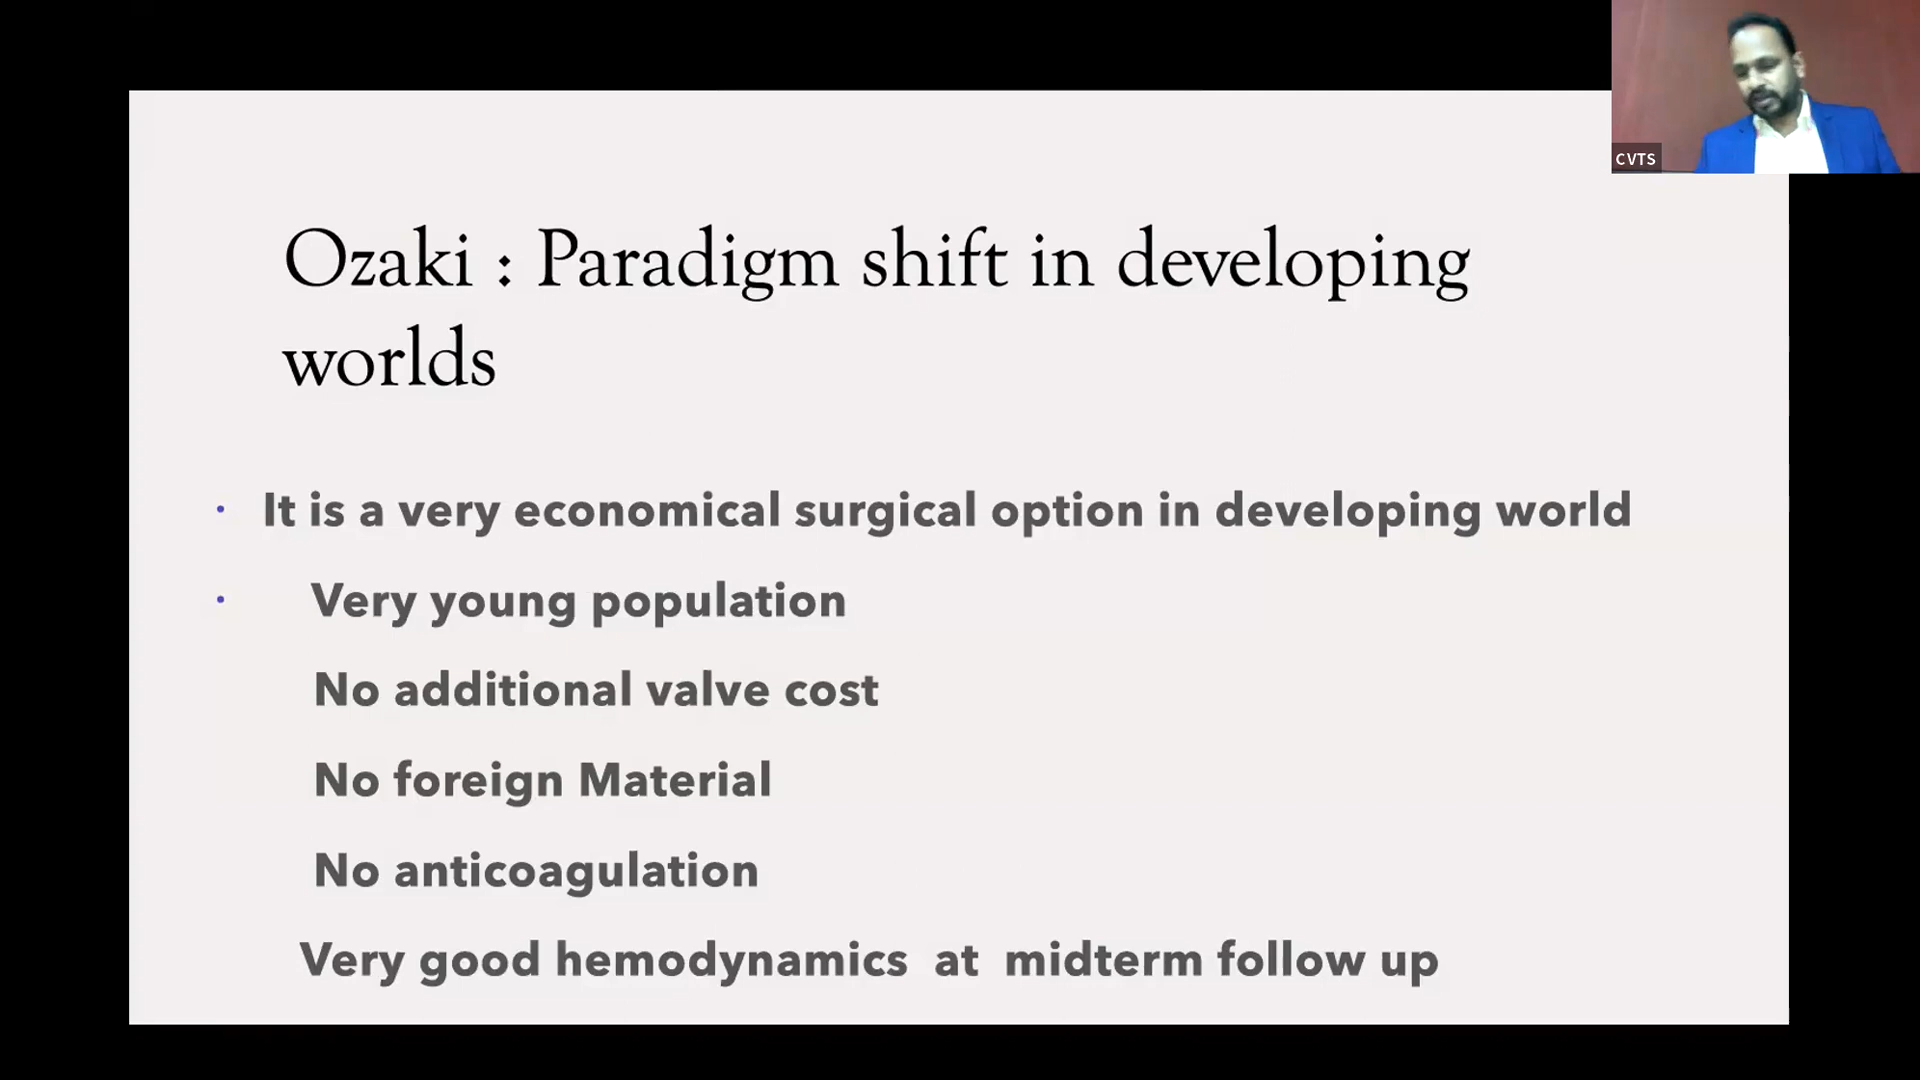 CVTS
Ozaki : Paradigm shift in developing
worlds
• It is a very economical surgical option in developing world
• Very young population
No additional valve cost
No foreign Material
No anticoagulation
Very good hemodynamics at midterm follow up